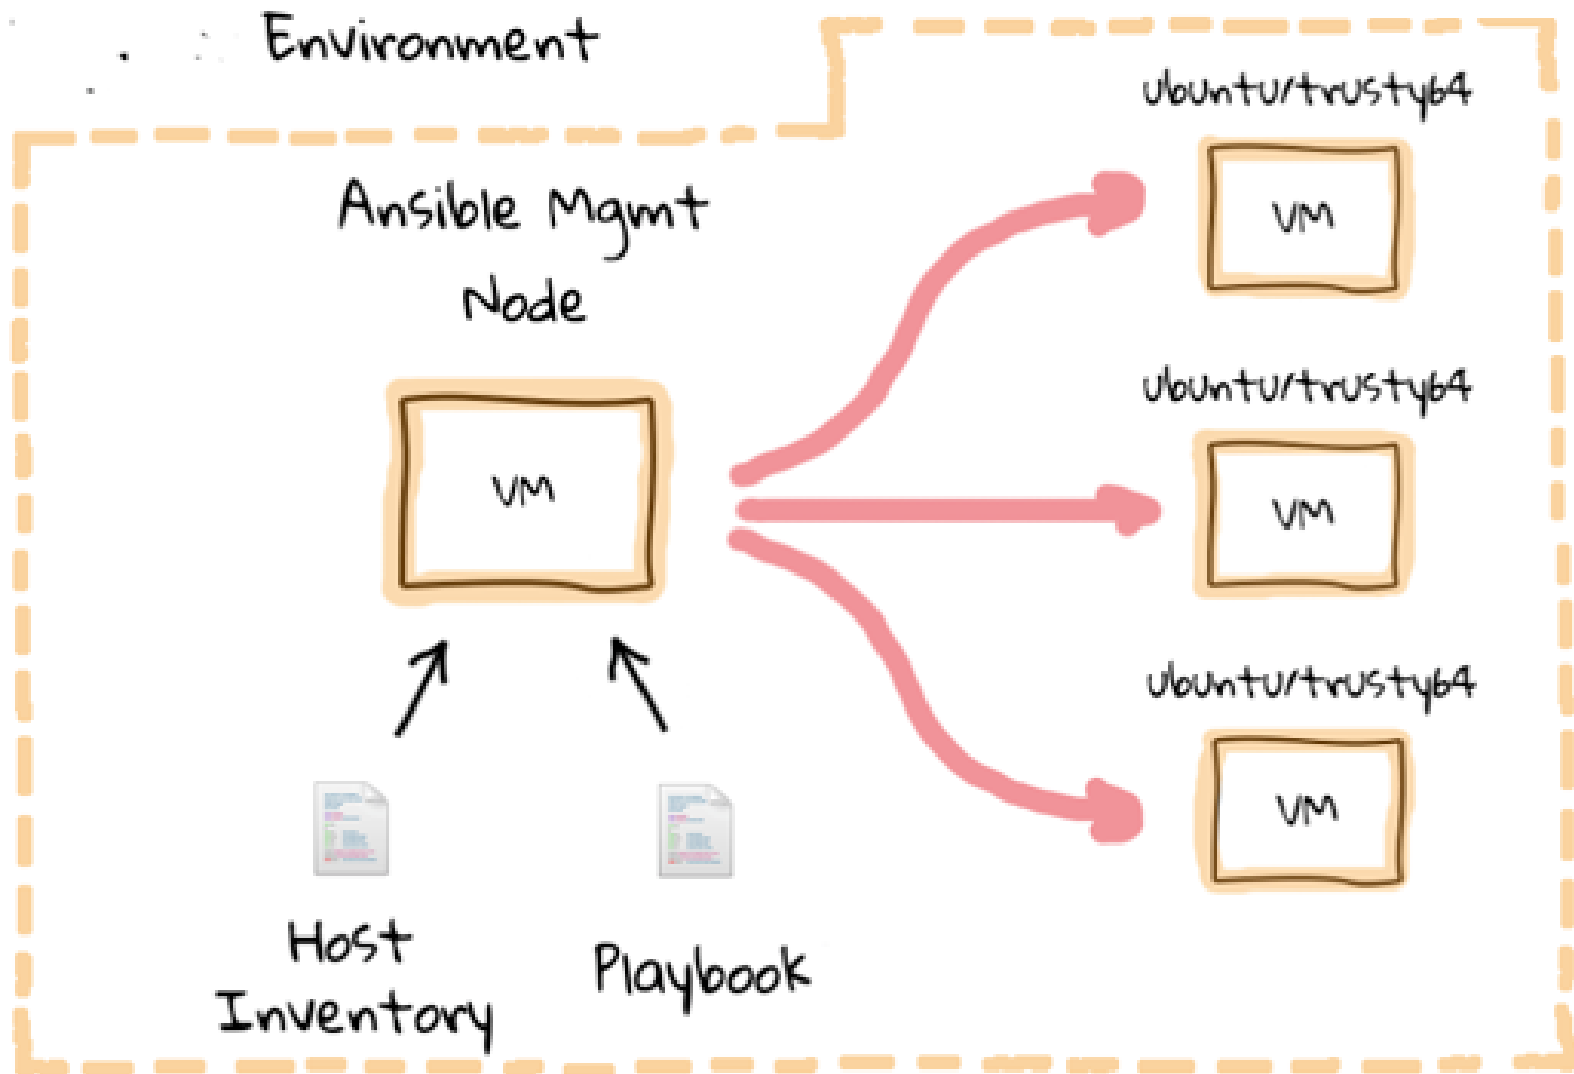 Environment
Ansible Mgmt
Node
VM
Host
Inventory
Playbook
ubuntu/trusty64
VM
ubuntu/trusty64
VM
ubuntu/trusty64
VM